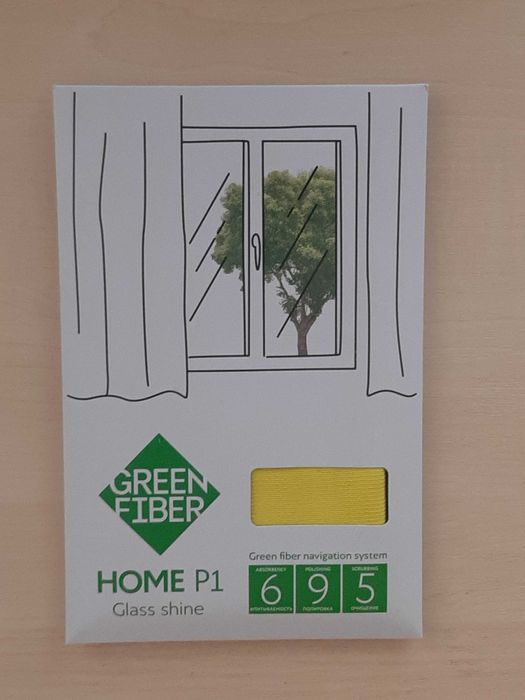 GREEN
FIBER
HOME P1
Glass shine
Green fiber navigation system
ABSORBENCY POLISHING SCRUBBING
6 9 5
ВПИТЫВАЕМОСТЬ ПОЛИРОВКА ОЧИЩЕНИЕ